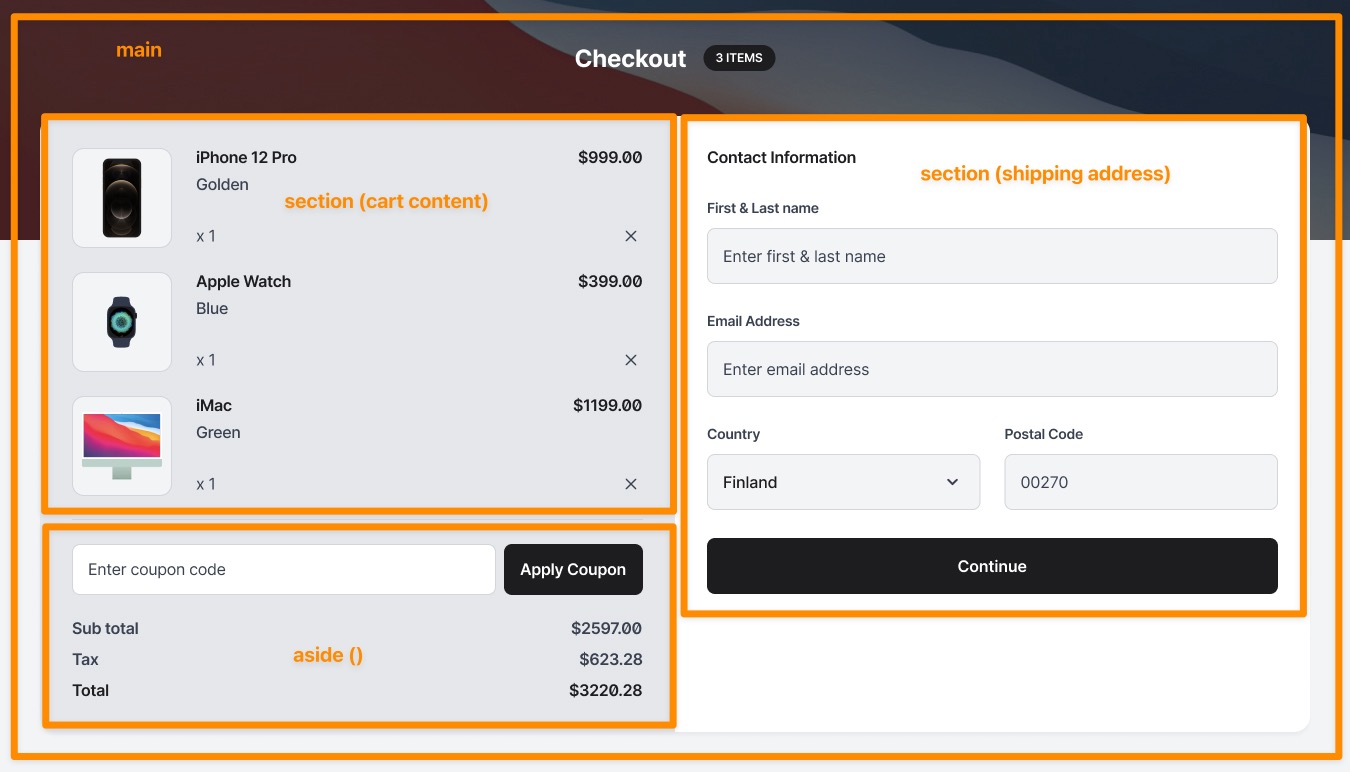 main
Checkout 3 ITEMS
iPhone 12 Pro $999.00
Golden
section (cart content)
x 1
Apple Watch $399.00
Blue
x 1
iMac $1199.00
Green
x 1
Enter coupon code Apply Coupon
Sub total $2597.00
Tax $623.28
aside ()
Total $3220.28
Contact Information
section (shipping address)
First & Last name
Enter first & last name
Email Address
Enter email address
Country Postal Code
Finland 00270
Continue